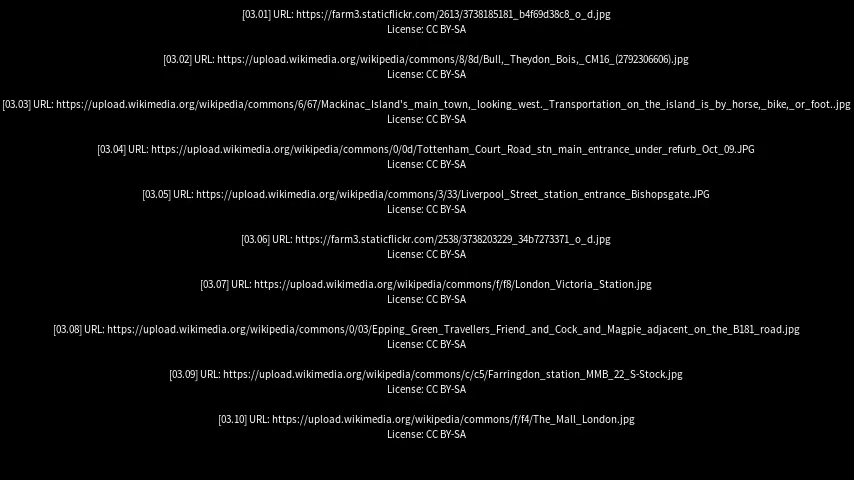 [03.01] URL: https://farm3.staticflickr.com/2613/3738185181_b4f69d38c8_o_d.jpg
License: CC BY-SA
[03.02] URL: https://upload.wikimedia.org/wikipedia/commons/8/8d/Bull,_Theydon_Bois,_CM16_(2792306606).jpg
License: CC BY-SA
[03.03] URL: https://upload.wikimedia.org/wikipedia/commons/6/67/Mackinac_Island's_main_town,_looking_west._Transportation_on_the_island_is_by_horse,_bike,_or_foot..jpg
License: CC BY-SA
[03.04] URL: https://upload.wikimedia.org/wikipedia/commons/0/0d/Tottenham_Court_Road_stn_main_entrance_under_refurb_Oct_09.JPG
License: CC BY-SA
[03.05] URL: https://upload.wikimedia.org/wikipedia/commons/3/33/Liverpool_Street_station_entrance_Bishopsgate.JPG
License: CC BY-SA
[03.06] URL: https://farm3.staticflickr.com/2538/3738203229_34b7273371_o_d.jpg
License: CC BY-SA
[03.07] URL: https://upload.wikimedia.org/wikipedia/commons/f/f8/London_Victoria_Station.jpg
License: CC BY-SA
[03.08] URL: https://upload.wikimedia.org/wikipedia/commons/0/03/Epping_Green_Travellers_Friend_and_Cock_and_Magpie_adjacent_on_the_B181_road.jpg
License: CC BY-SA
[03.09] URL: https://upload.wikimedia.org/wikipedia/commons/c/c5/Farringdon_station_MMB_22_S-Stock.jpg
License: CC BY-SA
[03.10] URL: https://upload.wikimedia.org/wikipedia/commons/f/f4/The_Mall_London.jpg
License: CC BY-SA